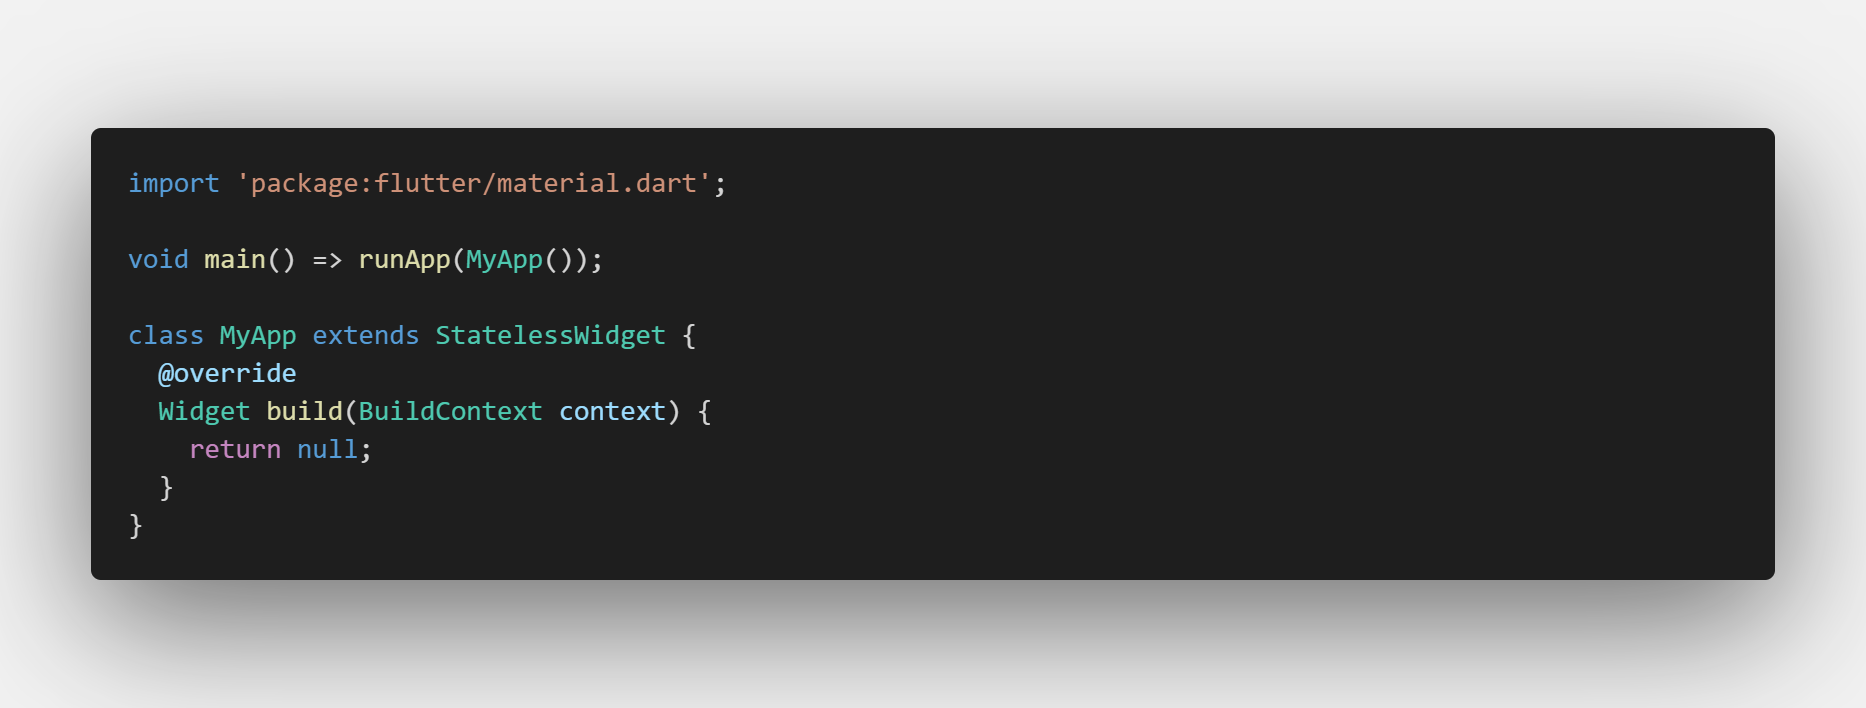 import 'package:flutter/material.dart';

void main() => runApp(MyApp());

class MyApp extends StatelessWidget {
  @override
  Widget build(BuildContext context) {
    return null;
  }
}